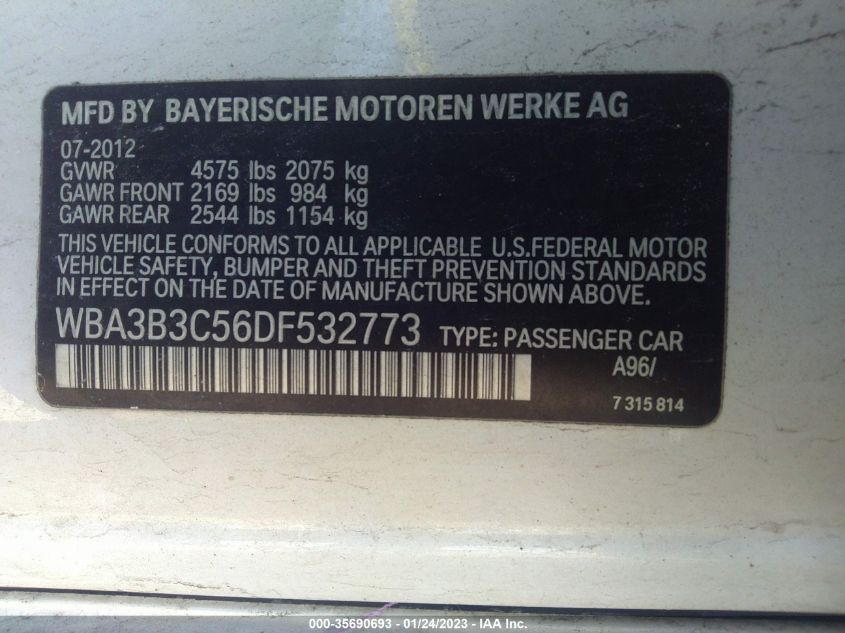 MFD BY BAYERISCHE MOTOREN WERKE AG
07-2012
GVWR 4575 lbs 2075 kg
GAWR FRONT 2169 lbs 984 kg
GAWR REAR 2544 lbs 1154 kg
THIS VEHICLE CONFORMS TO ALL APPLICABLE U.S.FEDERAL MOTOR
VEHICLE SAFETY, BUMPER AND THEFT PREVENTION STANDARDS
IN EFFECT ON THE DATE OF MANUFACTURE SHOWN ABOVE.
WBA3B3C56DF532773 TYPE: PASSENGER CAR
A96/
7 315 814
000-35690693 - 01/24/2023 - IAA Inc.